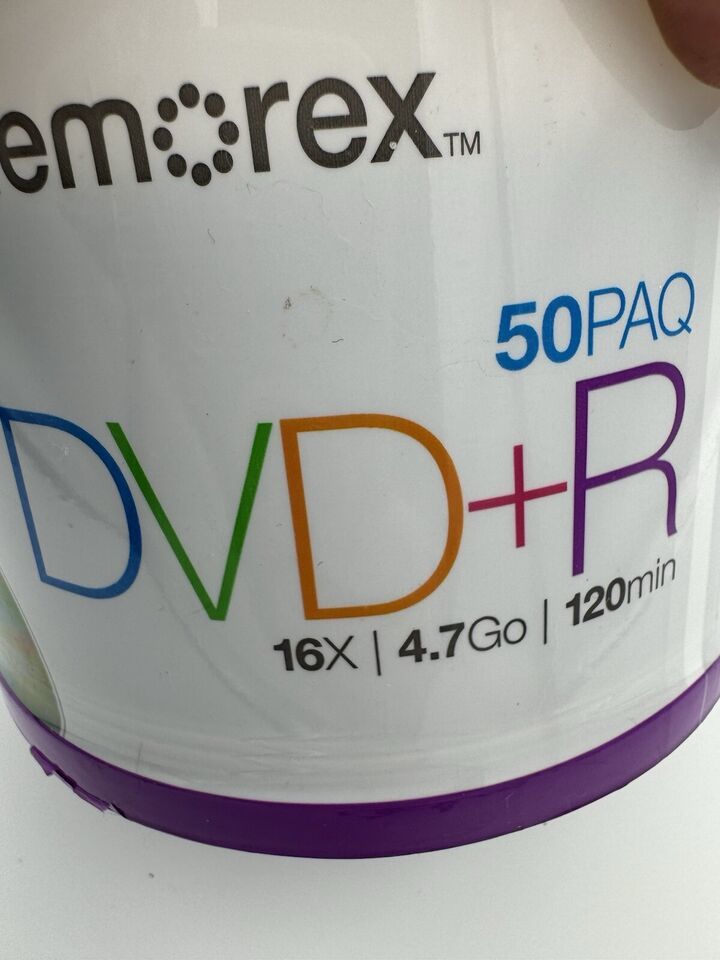 emorex™
50PAQ
DVD+R
16X | 4.7Go | 120min